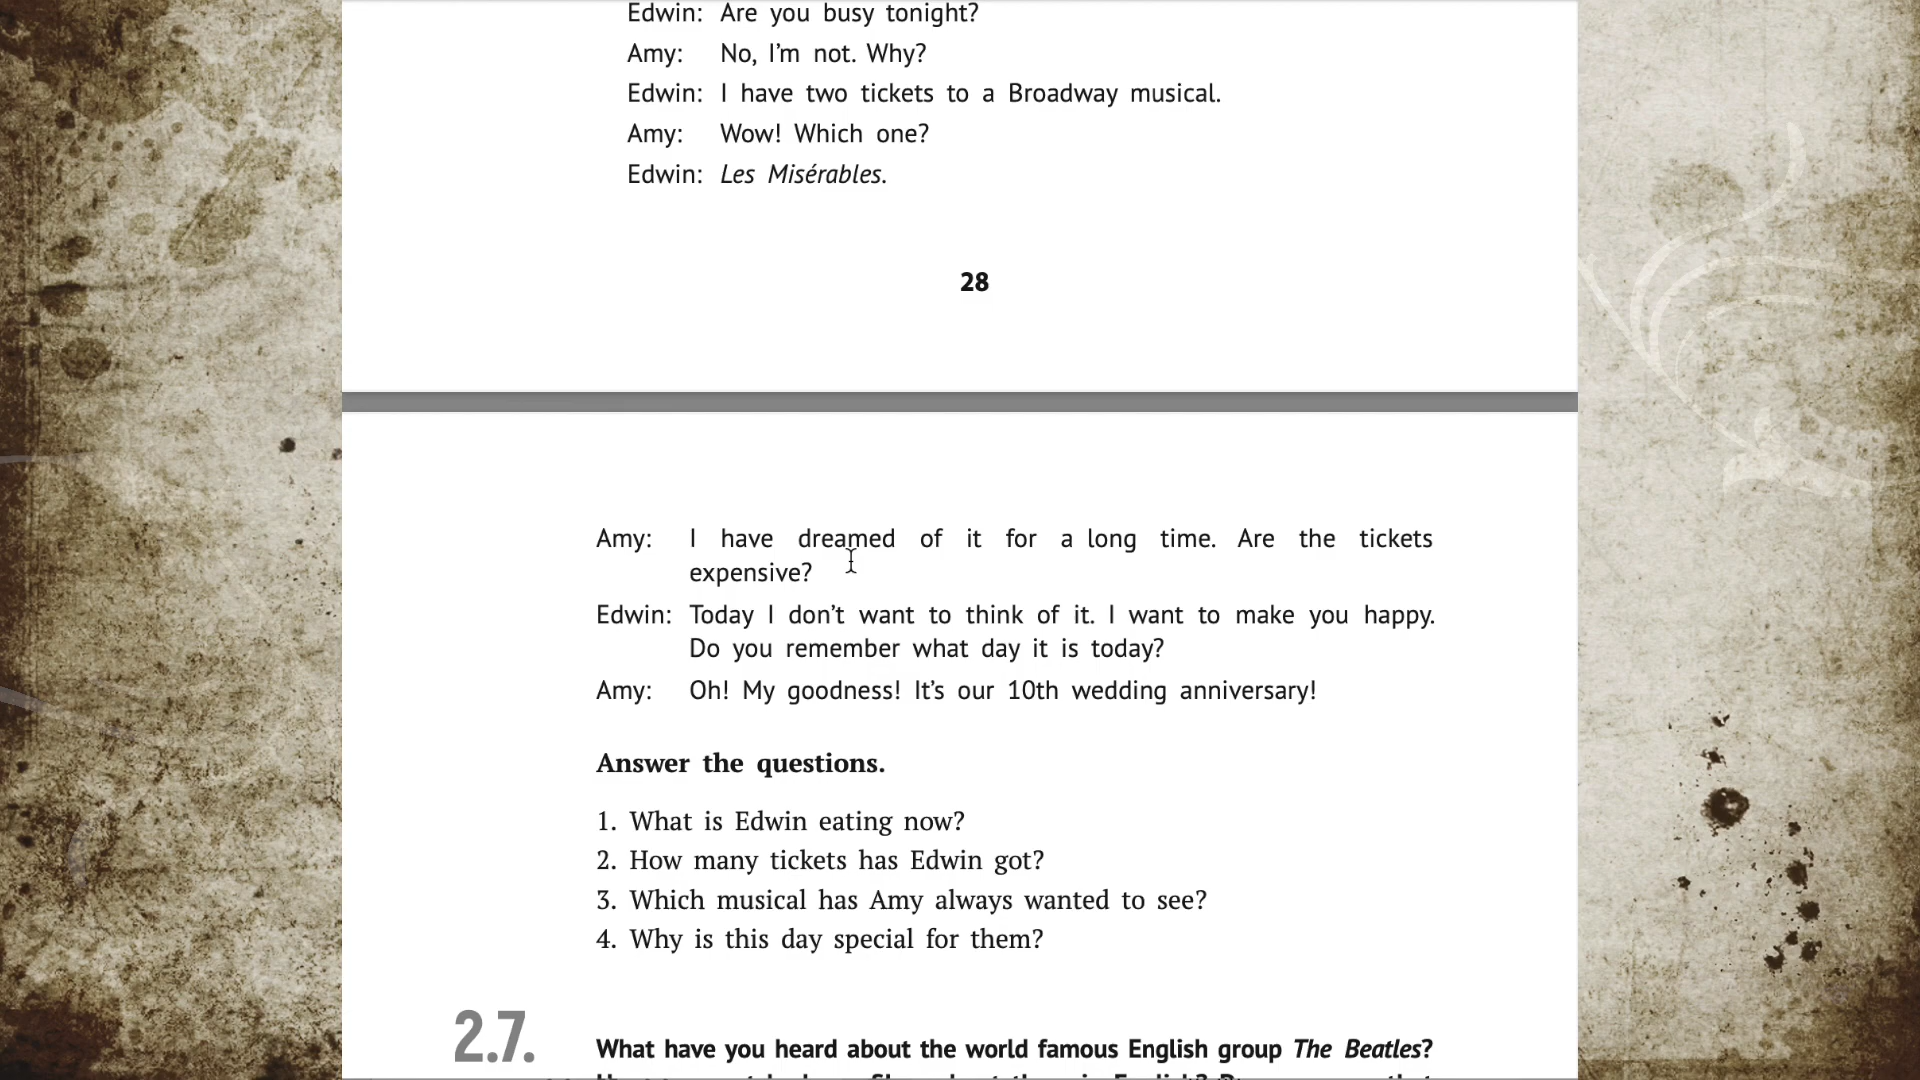 Edwin: Are you busy tonight?
Amy: No, I'm not. Why?
Edwin: I have two tickets to a Broadway musical.
Amy: Wow! Which one?
Edwin: Les Misérables.
28
Amy: I have dreamed of it for a long time. Are the tickets
expensive?
Edwin: Today I don't want to think of it. I want to make you happy.
Do you remember what day it is today?
Amy: Oh! My goodness! It's our 10th wedding anniversary!
Answer the questions.
1. What is Edwin eating now?
2. How many tickets has Edwin got?
3. Which musical has Amy always wanted to see?
4. Why is this day special for them?
2.7. What have you heard about the world famous English group The Beatles?